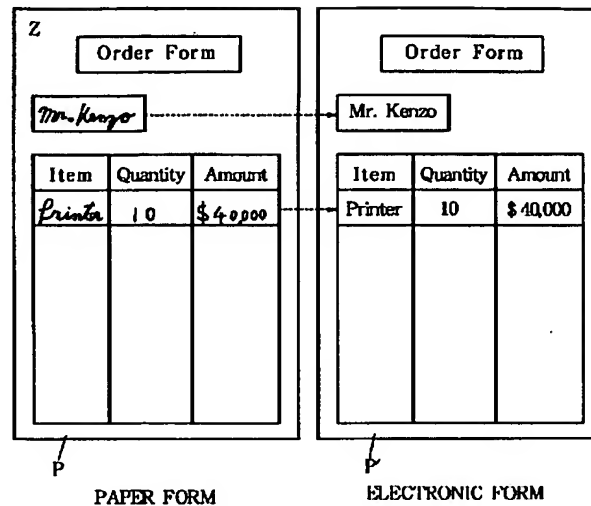 Z
Order Form
Mr. Kenzo
Item Quantity Amount
Printer 10 $40,000
P
PAPER FORM
Order Form
Mr. Kenzo
Item Quantity Amount
Printer 10 $40,000
P'
ELECTRONIC FORM